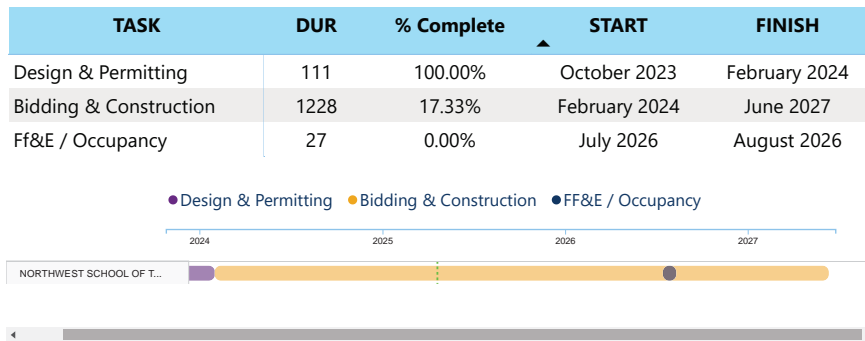 TASK DUR % Complete START FINISH
Design & Permitting 111 100.00% October 2023 February 2024
Bidding & Construction 1228 17.33% February 2024 June 2027
Ff&E / Occupancy 27 0.00% July 2026 August 2026
Design & Permitting Bidding & Construction FF&E / Occupancy
2024 2025 2026 2027
NORTHWEST SCHOOL OF T...